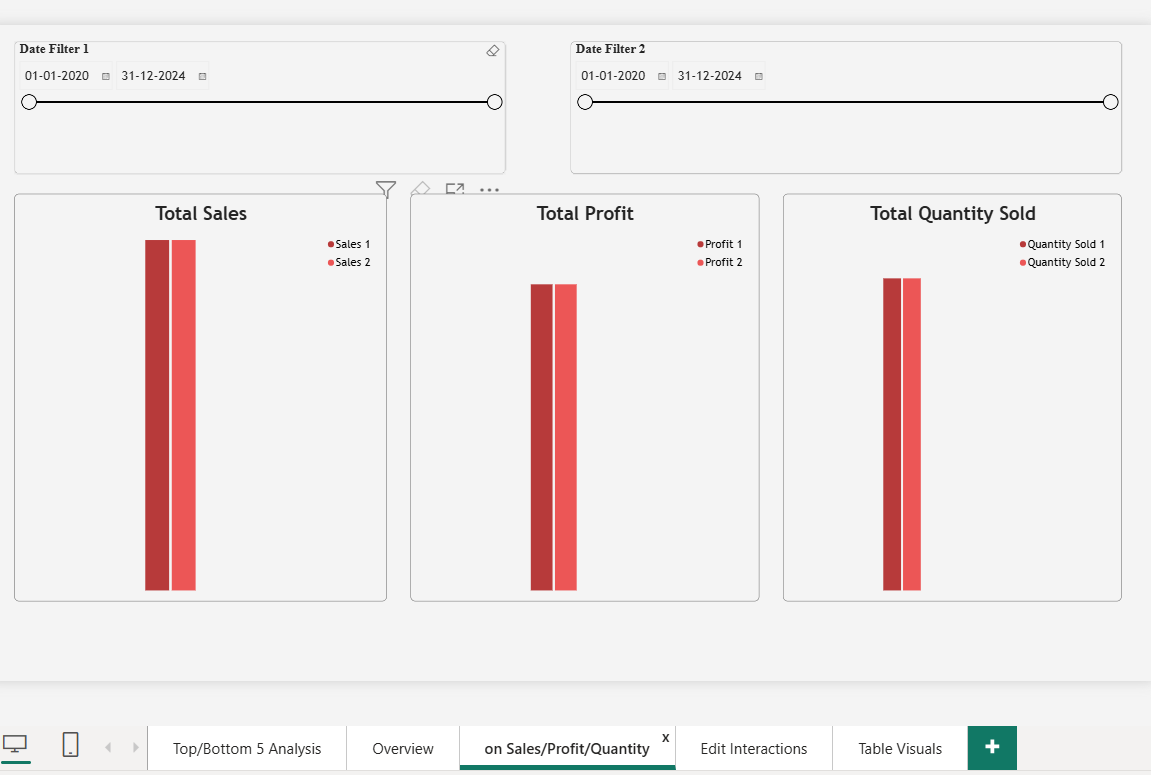 Date Filter 1
01-01-2020 31-12-2024
Date Filter 2
01-01-2020 31-12-2024
Total Sales
Sales 1
Sales 2
Total Profit
Profit 1
Profit 2
Total Quantity Sold
Quantity Sold 1
Quantity Sold 2
Top/Bottom 5 Analysis
Overview
on Sales/Profit/Quantity
x
Edit Interactions
Table Visuals
+